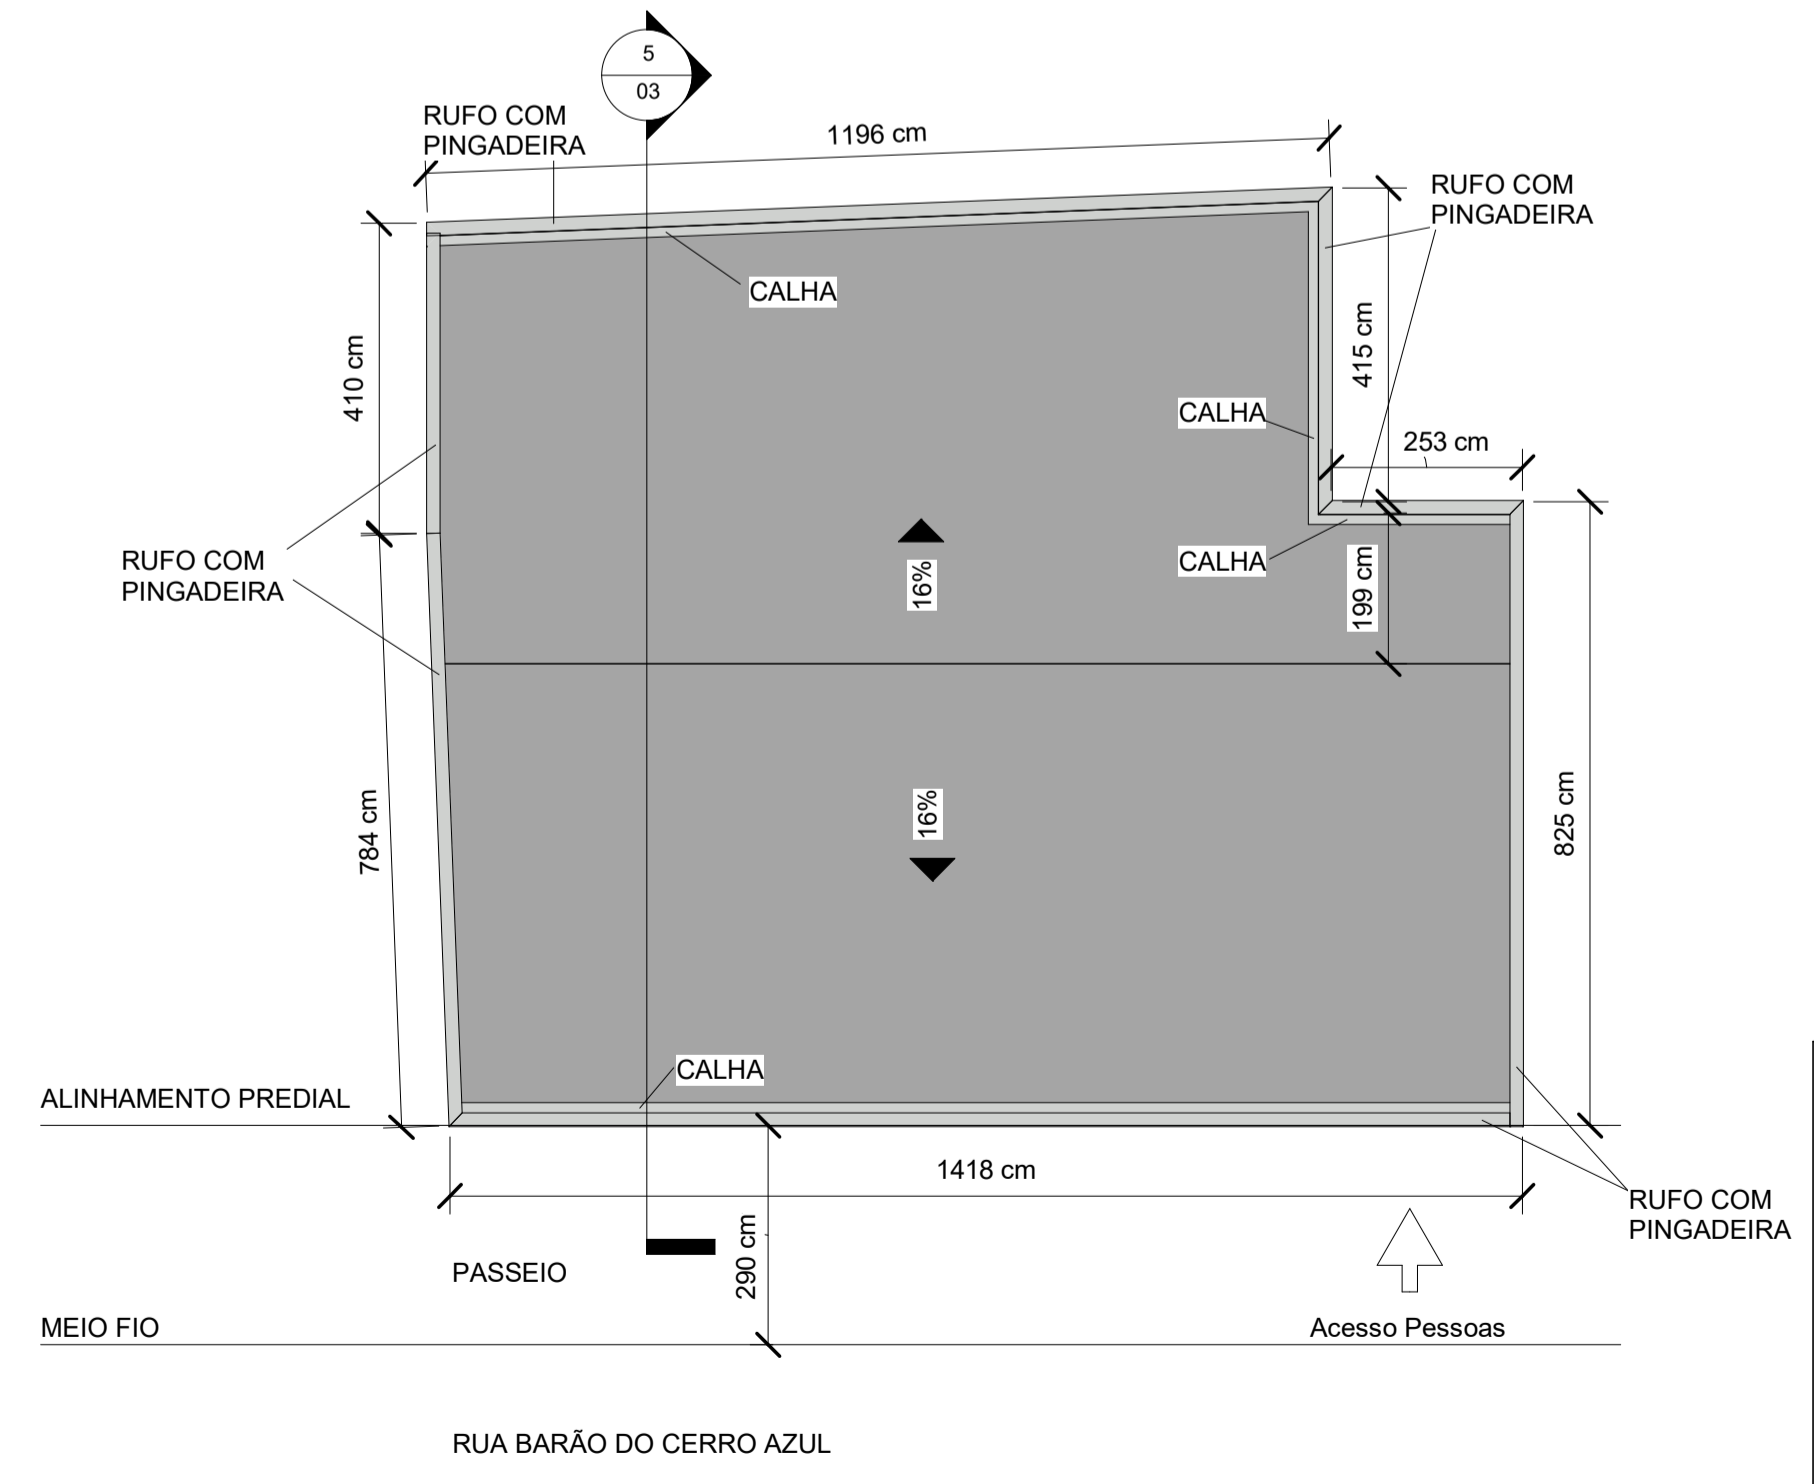 5
03
RUFO COM
PINGADEIRA
1196 cm
RUFO COM
PINGADEIRA
CALHA
415 cm
410 cm
CALHA
253 cm
RUFO COM
PINGADEIRA
CALHA
16%
199 cm
16%
825 cm
784 cm
CALHA
ALINHAMENTO PREDIAL
1418 cm
RUFO COM
PINGADEIRA
290 cm
PASSEIO
MEIO FIO
Acesso Pessoas
RUA BARÃO DO CERRO AZUL